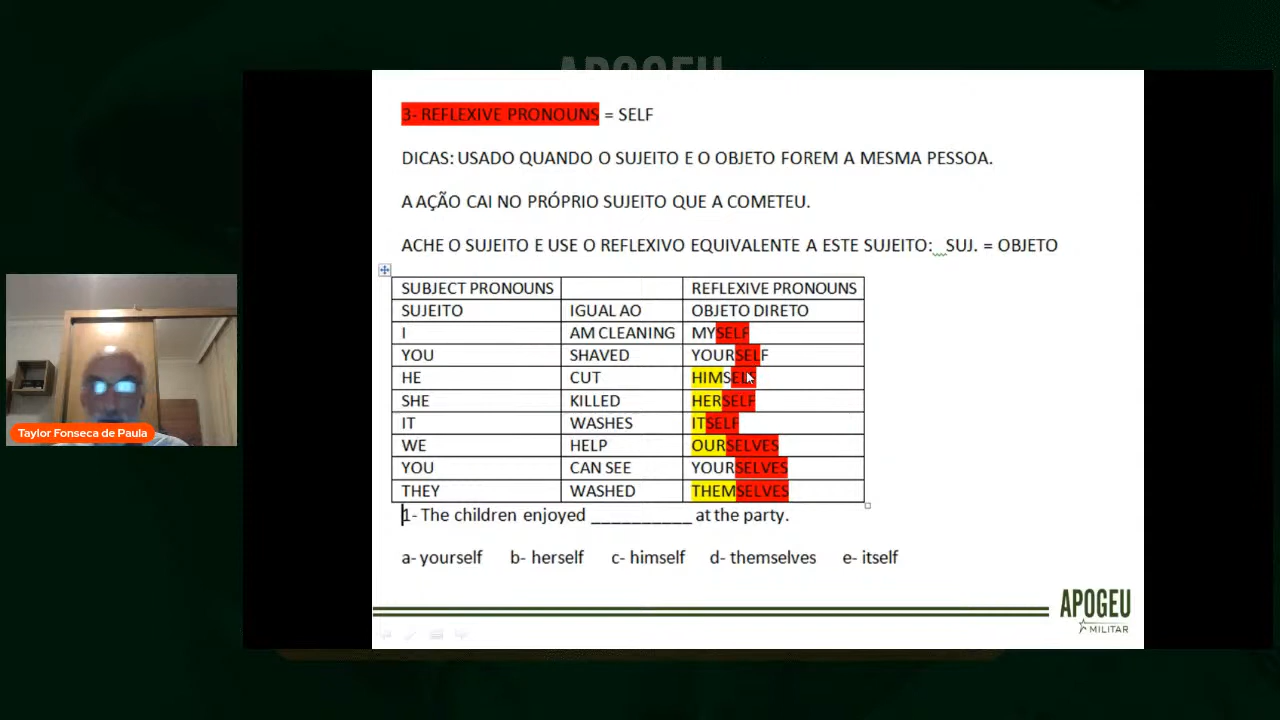 APOGEU
3- REFLEXIVE PRONOUNS = SELF
DICAS: USADO QUANDO O SUJEITO E O OBJETO FOREM A MESMA PESSOA.
A AÇÃO CAI NO PRÓPRIO SUJEITO QUE A COMETEU.
ACHE O SUJEITO E USE O REFLEXIVO EQUIVALENTE A ESTE SUJEITO: SUJ. = OBJETO
SUBJECT PRONOUNS REFLEXIVE PRONOUNS
SUJEITO IGUAL AO OBJETO DIRETO
I AM CLEANING MYSELF
YOU SHAVED YOURSELF
HE CUT HIMSELF
SHE KILLED HERSELF
IT WASHES ITSELF
WE HELP OURSELVES
YOU CAN SEE YOURSELVES
THEY WASHED THEMSELVES
1- The children enjoyed __________ at the party.
a- yourself b- herself c- himself d- themselves e- itself
Taylor Fonseca de Paula
APOGEU
MILITAR